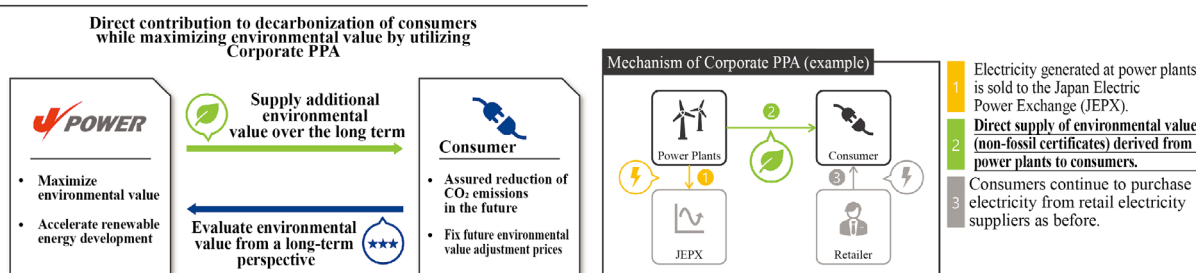 Direct contribution to decarbonization of consumers
while maximizing environmental value by utilizing
Corporate PPA
J POWER
• Maximize
environmental value
• Accelerate renewable
energy development
Supply additional
environmental
value over the long term
Evaluate environmental
value from a long-term
perspective
Consumer
• Assured reduction of
CO₂ emissions
in the future
• Fix future environmental
value adjustment prices
Mechanism of Corporate PPA (example)
Power Plants
2
Consumer
1
3
JEPX
Retailer
1
Electricity generated at power plants
is sold to the Japan Electric
Power Exchange (JEPX).
2
Direct supply of environmental value
(non-fossil certificates) derived from
power plants to consumers.
3
Consumers continue to purchase
electricity from retail electricity
suppliers as before.